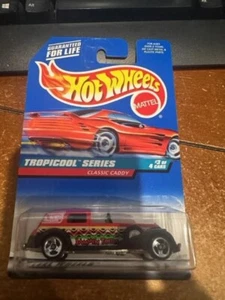 GUARANTEED
FOR LIFE
Hot Wheels
MATTEL
TROPICOOL SERIES
CLASSIC CADDY
#3 of
4 CARS